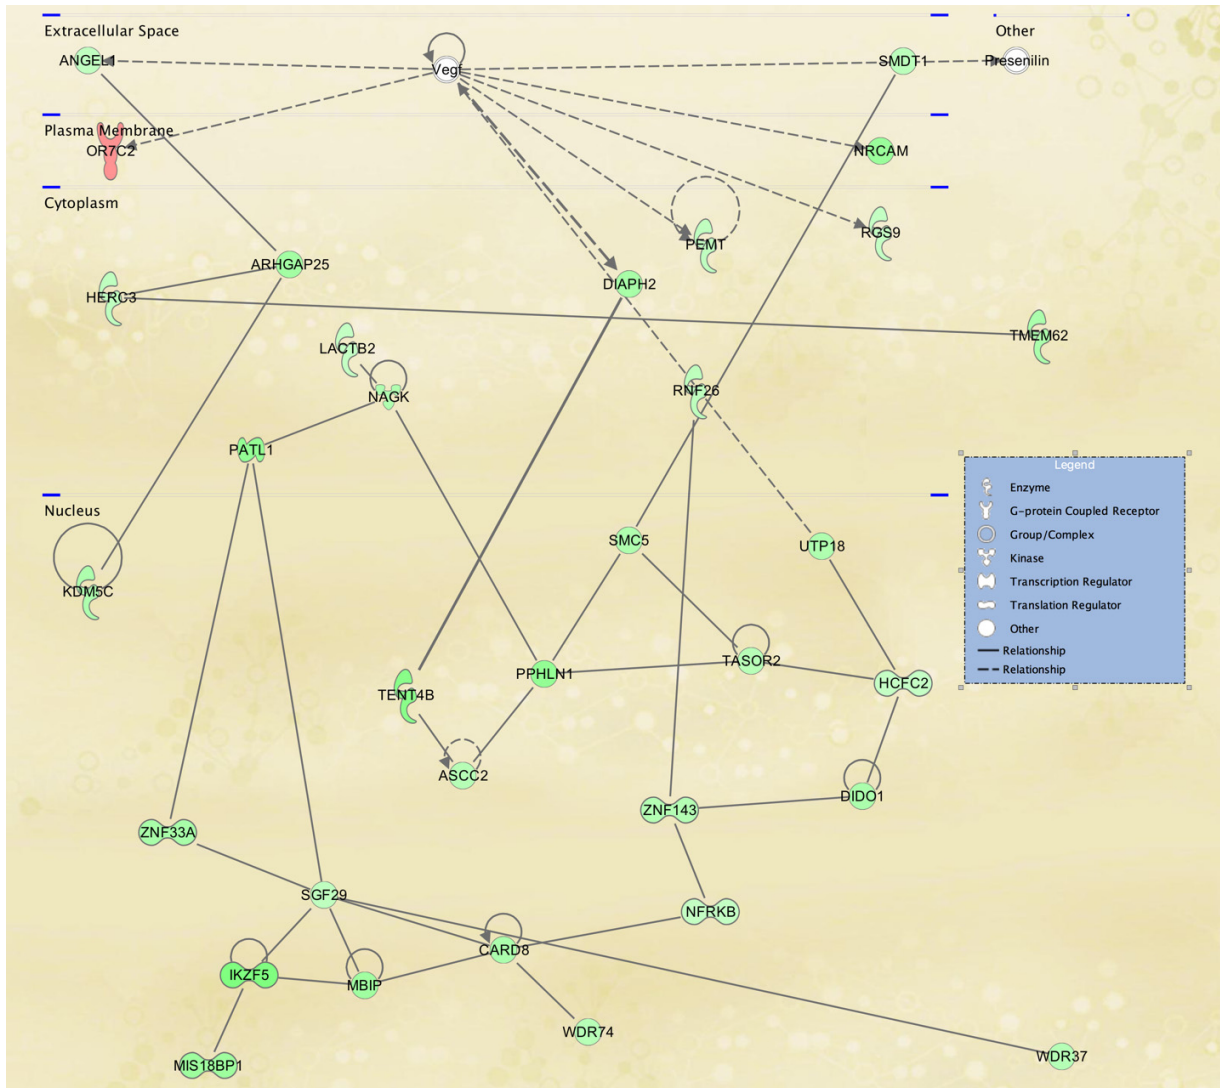 Extracellular Space
Other
ANGEL1
Vegf
SMDT1
Presenilin
Plasma Membrane
OR7C2
NRCAM
Cytoplasm
RGS9
PEMT
ARHGAP25
DIAPH2
HERC3
TMEM62
LACTB2
RNF26
NAGK
PATL1
Legend
Enzyme
G-protein Coupled Receptor
Group/Complex
Kinase
Transcription Regulator
Translation Regulator
Other
Relationship
Relationship
Nucleus
SMC5
UTP18
KDM5C
TASOR2
PPHLN1
HCFC2
TENT4B
ASCC2
DIDO1
ZNF143
ZNF33A
SGF29
NFRKB
CARD8
IKZF5
MBIP
WDR74
WDR37
MIS18BP1